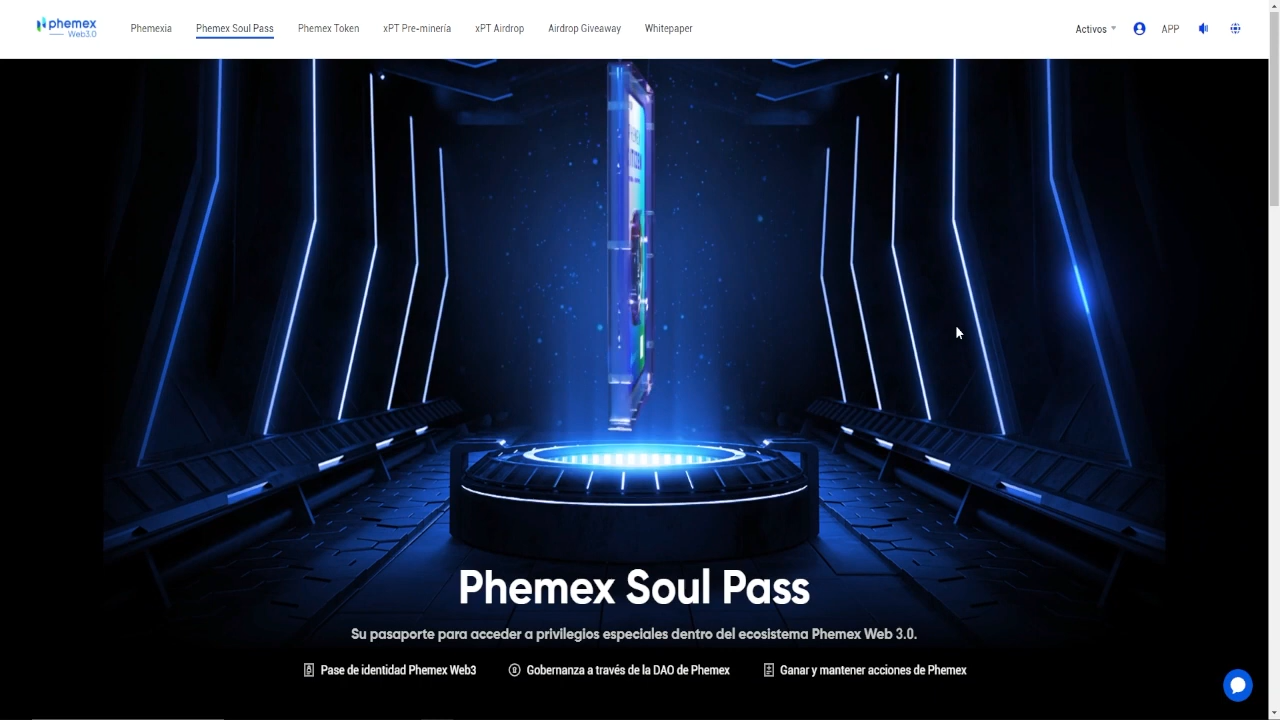 phemex
Web3.0
Phemexia
Phemex Soul Pass
Phemex Token
xPT Pre-minería
xPT Airdrop
Airdrop Giveaway
Whitepaper
Activos
APP
Phemex Soul Pass
Su pasaporte para acceder a privilegios especiales dentro del ecosistema Phemex Web 3.0.
Pase de identidad Phemex Web3
Gobernanza a través de la DAO de Phemex
Ganar y mantener acciones de Phemex